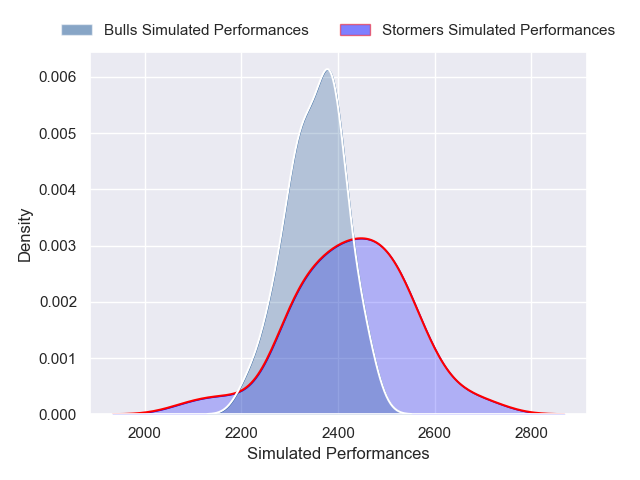 Bulls Simulated Performances Stormers Simulated Performances
0.006
0.005
0.004
0.003
0.002
0.001
0.000
Density
2000 2200 2400 2600 2800
Simulated Performances